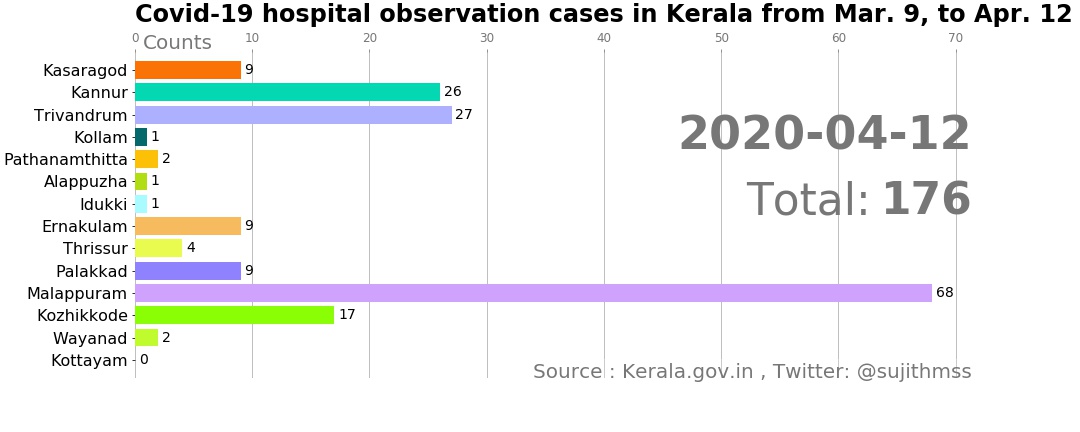 Covid-19 hospital observation cases in Kerala from Mar. 9, to Apr. 12
0 10 20 30 40 50 60 70
Counts
Kasaragod 9
Kannur 26
Trivandrum 27
Kollam 1
Pathanamthitta 2
Alappuzha 1
Idukki 1
Ernakulam 9
Thrissur 4
Palakkad 9
Malappuram 68
Kozhikkode 17
Wayanad 2
Kottayam 0
2020-04-12
Total: 176
Source : Kerala.gov.in , Twitter: @sujithmss